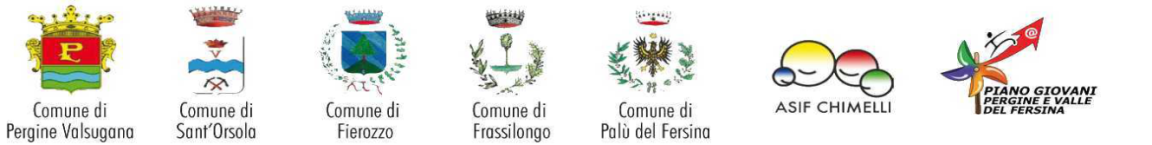 P
Comune di
Pergine Valsugana
Comune di
Sant'Orsola
Comune di
Fierozzo
Comune di
Frassilongo
Comune di
Palù del Fersina
ASIF CHIMELLI
@
PIANO GIOVANI
PERGINE E VALLE
DEL FERSINA